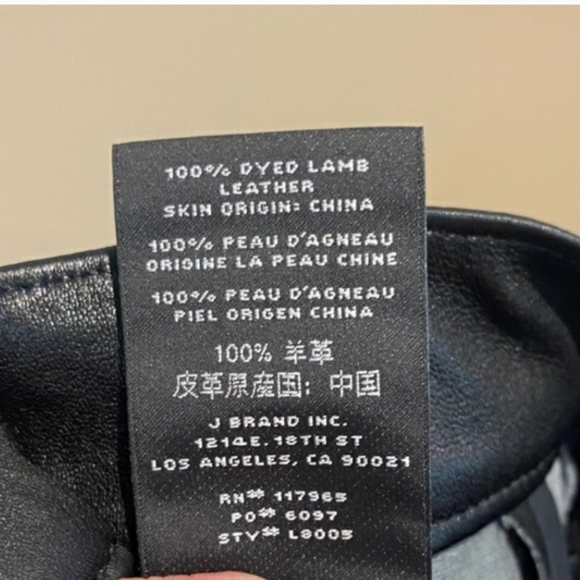 100% DYED LAMB
LEATHER
SKIN ORIGIN: CHINA
100% PEAU D'AGNEAU
ORIGINE LA PEAU CHINE
100% PEAU D'AGNEAU
PIEL ORIGEN CHINA
100% 羊革
皮革原産国: 中国
J BRAND INC.
1214E. 18TH ST
LOS ANGELES, CA 90021
RN# 117965
PO# 6097
STY# L8005